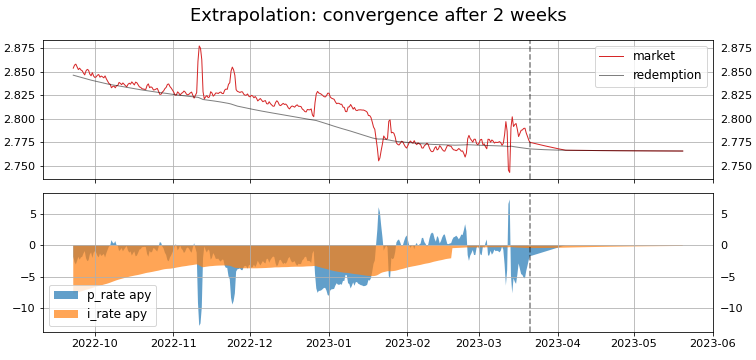 Extrapolation: convergence after 2 weeks
2.875 2.875
2.850 2.850
2.825 2.825
2.800 2.800
2.775 2.775
2.750 2.750
market
redemption
5 5
0 0
−5 −5
−10 −10
p_rate apy
i_rate apy
2022-10 2022-11 2022-12 2023-01 2023-02 2023-03 2023-04 2023-05 2023-06